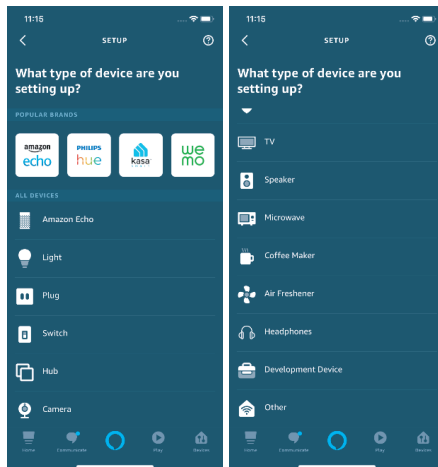 11:15
SETUP
What type of device are you
setting up?
POPULAR BRANDS
amazon
echo
PHILIPS
hue
kasa
we
mo
ALL DEVICES
Amazon Echo
Light
Plug
Switch
Hub
Camera
Home Communicate Play Devices
11:15
SETUP
What type of device are you
setting up?
TV
Speaker
Microwave
Coffee Maker
Air Freshener
Headphones
Development Device
Other
Home Communicate Play Devices